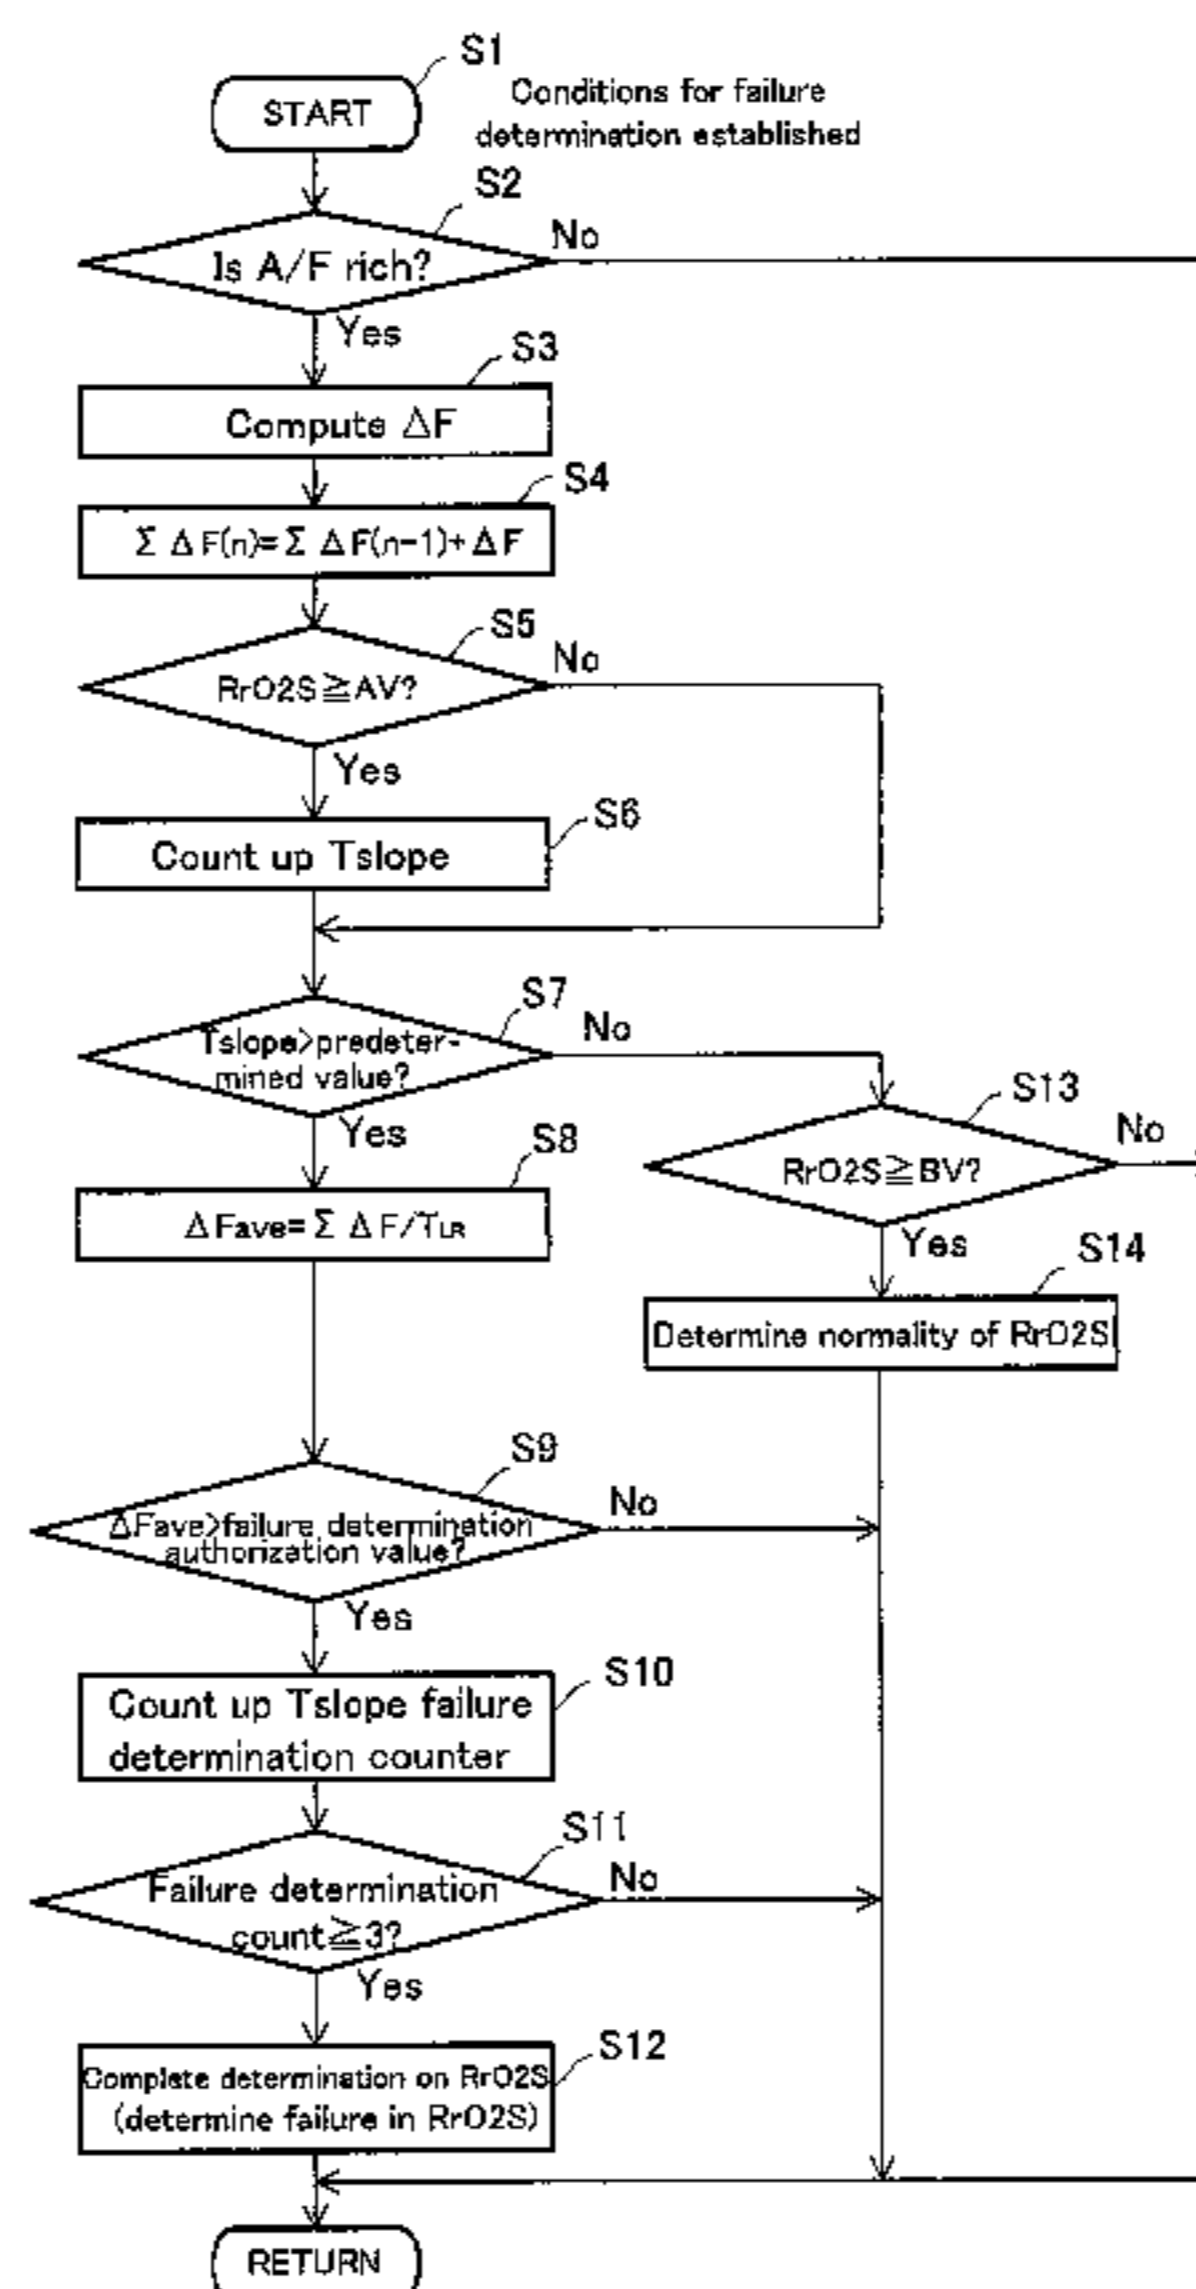 S1
START
Conditions for failure
determination established
S2
Is A/F rich?
No
Yes
S3
Compute ΔF
S4
Σ ΔF(n)=Σ ΔF(n-1)+ΔF
S5
RrO2S≧AV?
No
Yes
S6
Count up Tslope
S7
Tslope>predeter-
mined value?
No
Yes
S13
RrO2S≧BV?
No
Yes
S8
ΔFave=Σ ΔF/TLR
S14
Determine normality of RrO2S
S9
ΔFave>failure determination
authorization value?
No
Yes
S10
Count up Tslope failure
determination counter
S11
Failure determination
count≧3?
No
Yes
S12
Complete determination on RrO2S
(determine failure in RrO2S)
RETURN